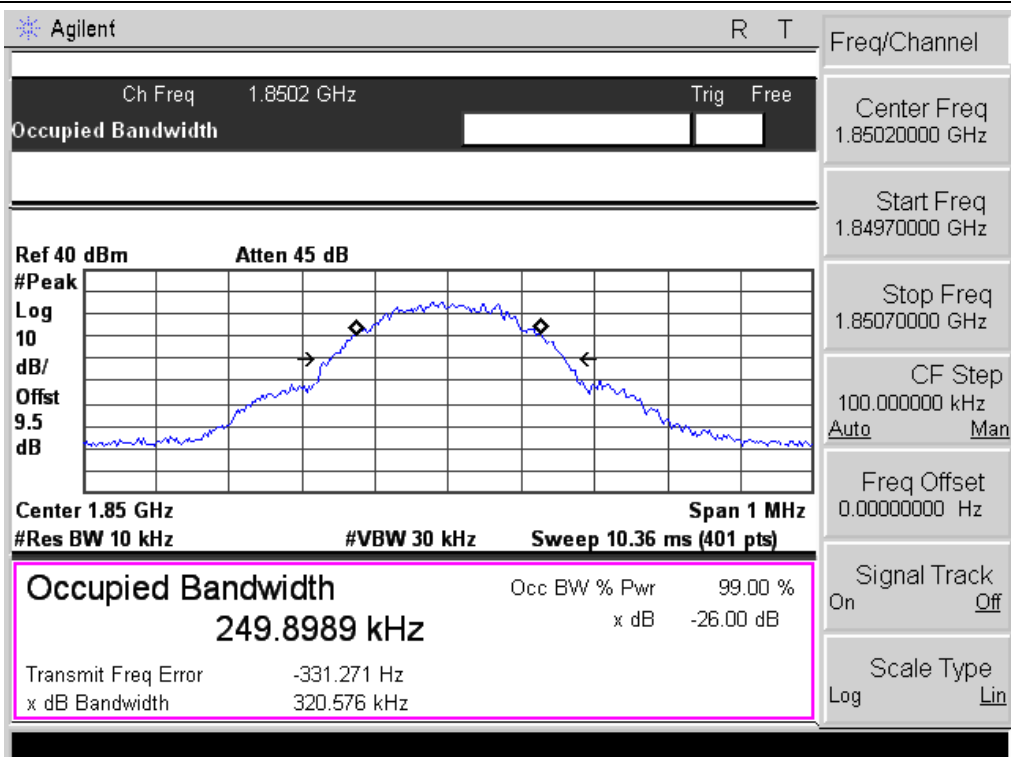 Agilent R T
Ch Freq 1.8502 GHz Trig Free
Occupied Bandwidth
Ref 40 dBm Atten 45 dB
#Peak
Log
10
dB/
Offst
9.5
dB
Center 1.85 GHz Span 1 MHz
#Res BW 10 kHz #VBW 30 kHz Sweep 10.36 ms (401 pts)
Occupied Bandwidth
249.8989 kHz
Occ BW % Pwr 99.00 %
x dB -26.00 dB
Transmit Freq Error -331.271 Hz
x dB Bandwidth 320.576 kHz
Freq/Channel
Center Freq
1.85020000 GHz
Start Freq
1.84970000 GHz
Stop Freq
1.85070000 GHz
CF Step
100.000000 kHz
Auto Man
Freq Offset
0.00000000 Hz
Signal Track
On Off
Scale Type
Log Lin